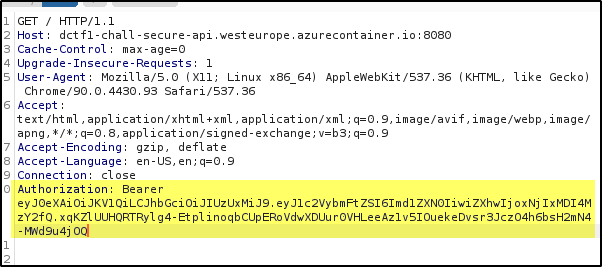 1 GET / HTTP/1.1
2 Host: dctf1-chall-secure-api.westeurope.azurecontainer.io:8080
3 Cache-Control: max-age=0
4 Upgrade-Insecure-Requests: 1
5 User-Agent: Mozilla/5.0 (X11; Linux x86_64) AppleWebKit/537.36 (KHTML, like Gecko)
Chrome/90.0.4430.93 Safari/537.36
6 Accept:
text/html,application/xhtml+xml,application/xml;q=0.9,image/avif,image/webp,image/
apng,*/*;q=0.8,application/signed-exchange;v=b3;q=0.9
7 Accept-Encoding: gzip, deflate
8 Accept-Language: en-US,en;q=0.9
9 Connection: close
0 Authorization: Bearer
eyJ0eXAiOiJKV1QiLCJhbGciOiJIUzUxMiJ9.eyJ1c2VybmFtZSI6Imd1ZXN0IiwiZXhwIjoxNjIxMDI4M
zY2fQ.xqKZlUUHQRTRylg4-EtplinoqbCUpERoVdwXDUur0VHLeeAz1v5IOuekeDvsr3JczO4h6bsH2mN4
-MWd9u4jOQ
1
2